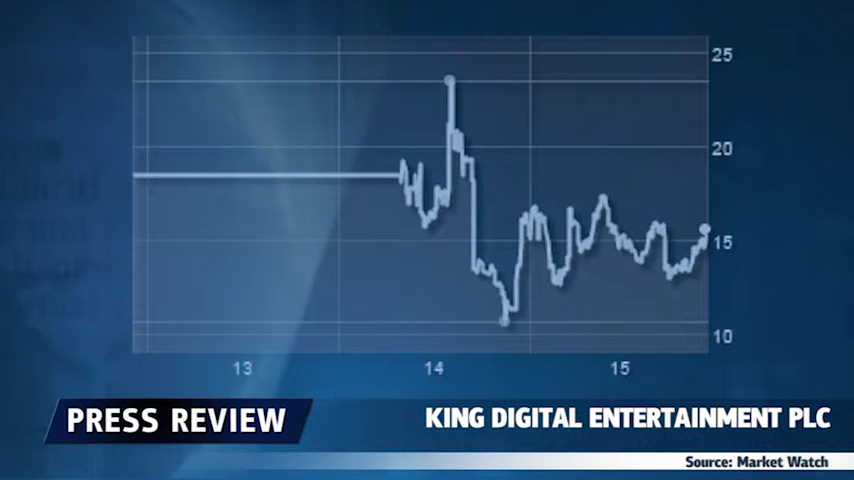 25
20
15
10
13 14 15
PRESS REVIEW
KING DIGITAL ENTERTAINMENT PLC
Source: Market Watch